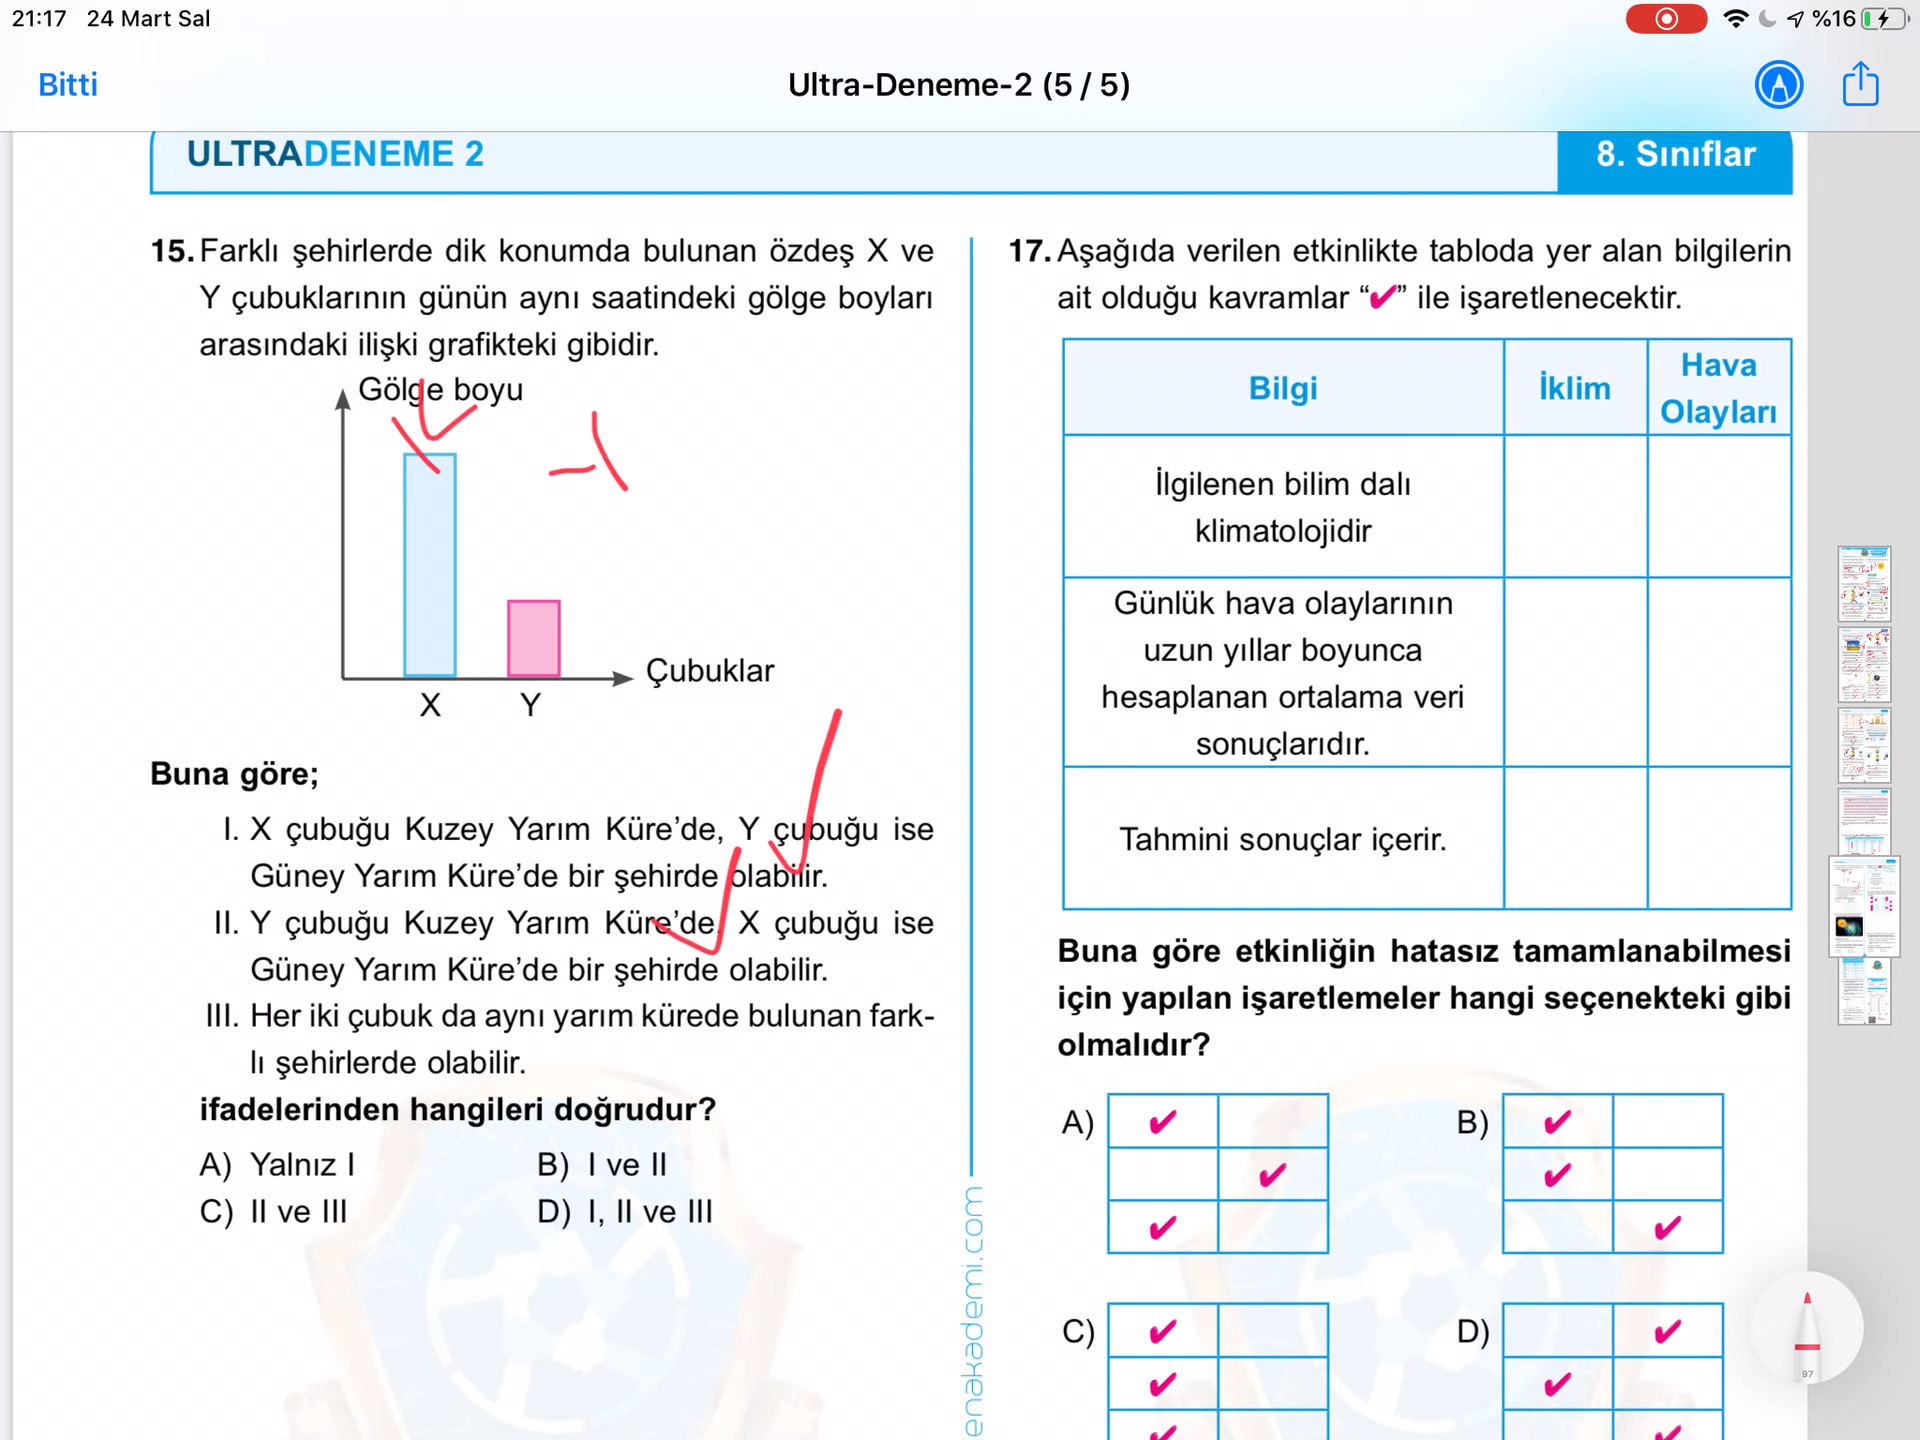 21:17 24 Mart Sal
%16
Bitti
Ultra-Deneme-2 (5 / 5)
ULTRADENEME 2
8. Sınıflar
15. Farklı şehirlerde dik konumda bulunan özdeş X ve
Y çubuklarının günün aynı saatindeki gölge boyları
arasındaki ilişki grafikteki gibidir.
Gölge boyu
Çubuklar
X Y
Buna göre;
I. X çubuğu Kuzey Yarım Küre’de, Y çubuğu ise
Güney Yarım Küre’de bir şehirde olabilir.
II. Y çubuğu Kuzey Yarım Küre’de, X çubuğu ise
Güney Yarım Küre’de bir şehirde olabilir.
III. Her iki çubuk da aynı yarım kürede bulunan fark-
lı şehirlerde olabilir.
ifadelerinden hangileri doğrudur?
A) Yalnız I B) I ve II
C) II ve III D) I, II ve III
enakademi.com
17. Aşağıda verilen etkinlikte tabloda yer alan bilgilerin
ait olduğu kavramlar “✔” ile işaretlenecektir.
Bilgi İklim Hava
Olayları
İlgilenen bilim dalı
klimatolojidir
Günlük hava olaylarının
uzun yıllar boyunca
hesaplanan ortalama veri
sonuçlarıdır.
Tahmini sonuçlar içerir.
Buna göre etkinliğin hatasız tamamlanabilmesi
için yapılan işaretlemeler hangi seçenekteki gibi
olmalıdır?
A) B)
C) D)
97